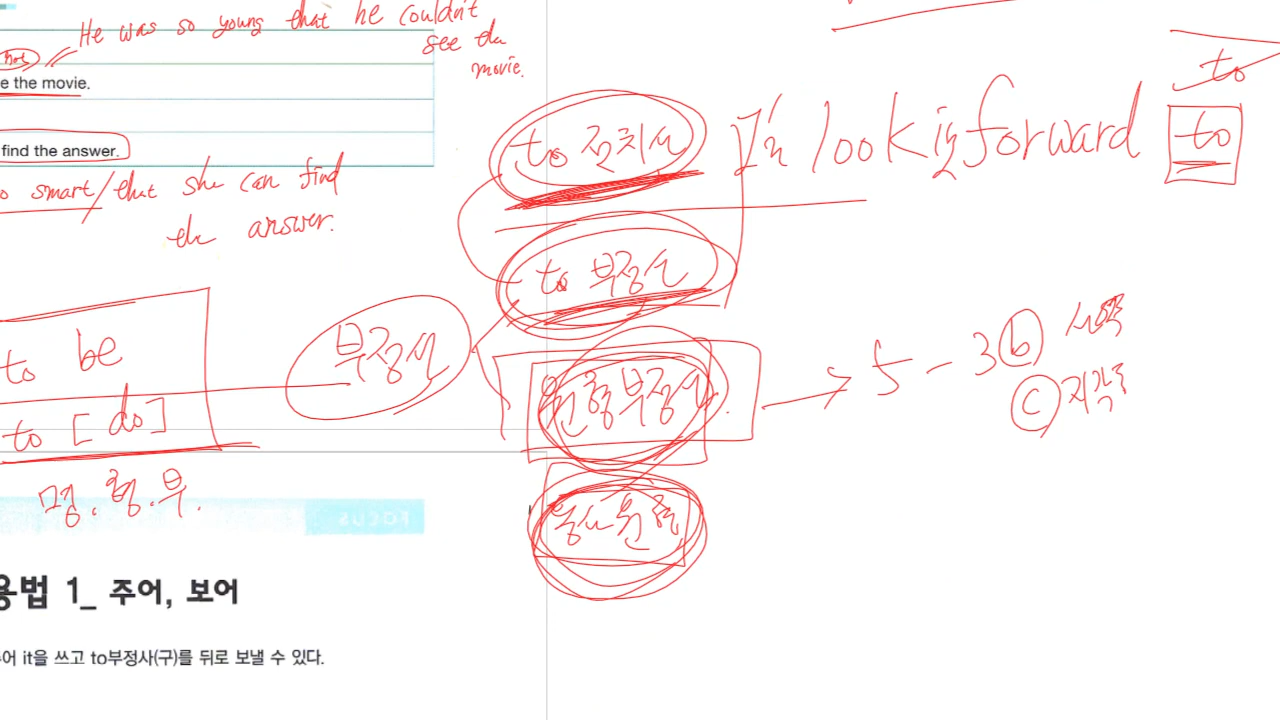 He was so young that he couldn't
see the
movie.
not
e the movie.
find the answer.
o smart / that she can find
the answer.
to be
to [ do ]
명. 형. 부.
FOCUS
용법 1_ 주어, 보어
어 it을 쓰고 to부정사(구)를 뒤로 보낼 수 있다.
부정사
to 전치사
to 부정사
원형부정사
동사원형
I'm looking forward to
to
→ 5 - 3 ⓑ 사역
ⓒ 지각